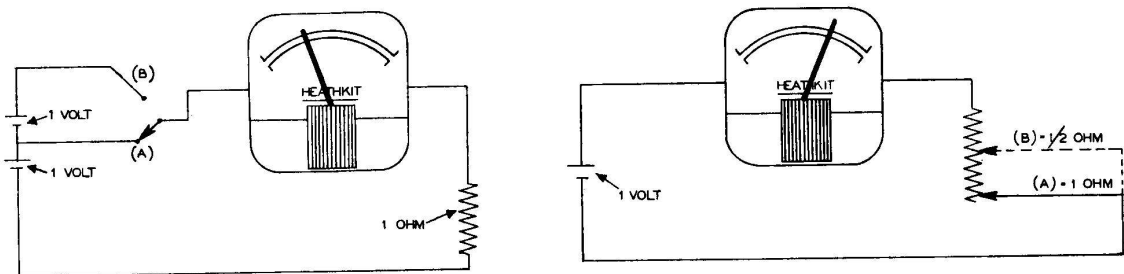 (B)
1 VOLT
(A)
1 VOLT
HEATHKIT
1 OHM
HEATHKIT
1 VOLT
(B) = 1/2 OHM
(A) = 1 OHM